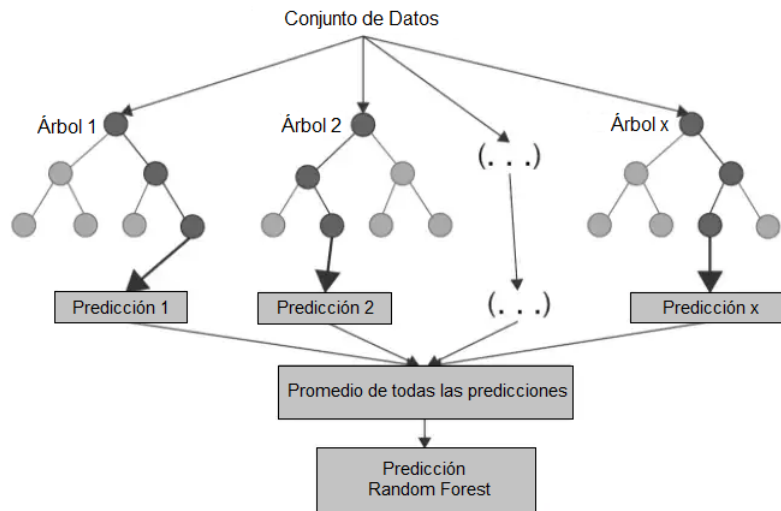 Conjunto de Datos
Árbol 1
Árbol 2
Árbol x
(. . .)
Predicción 1
Predicción 2
(. . .)
Predicción x
Promedio de todas las predicciones
Predicción
Random Forest